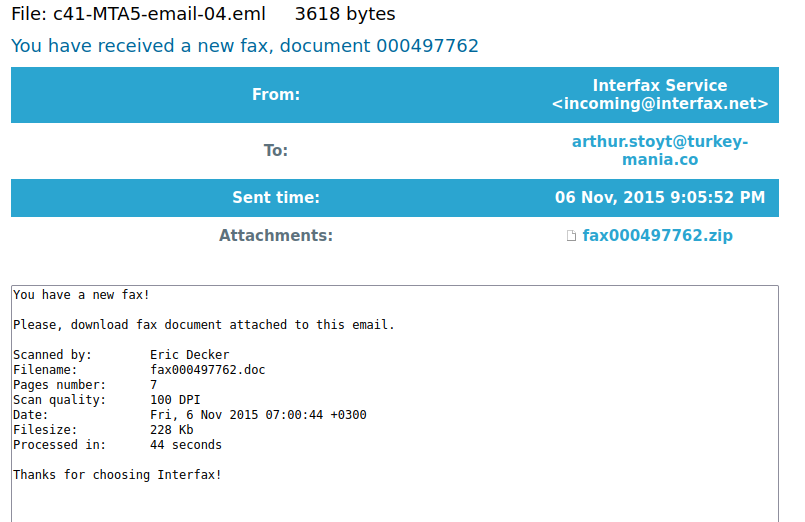 File: c41-MTA5-email-04.eml     3618 bytes
You have received a new fax, document 000497762
From: Interfax Service
<incoming@interfax.net>
To: arthur.stoyt@turkey-
mania.co
Sent time: 06 Nov, 2015 9:05:52 PM
Attachments: fax000497762.zip
You have a new fax!
Please, download fax document attached to this email.
Scanned by:        Eric Decker
Filename:          fax000497762.doc
Pages number:      7
Scan quality:      100 DPI
Date:              Fri, 6 Nov 2015 07:00:44 +0300
Filesize:          228 Kb
Processed in:      44 seconds
Thanks for choosing Interfax!